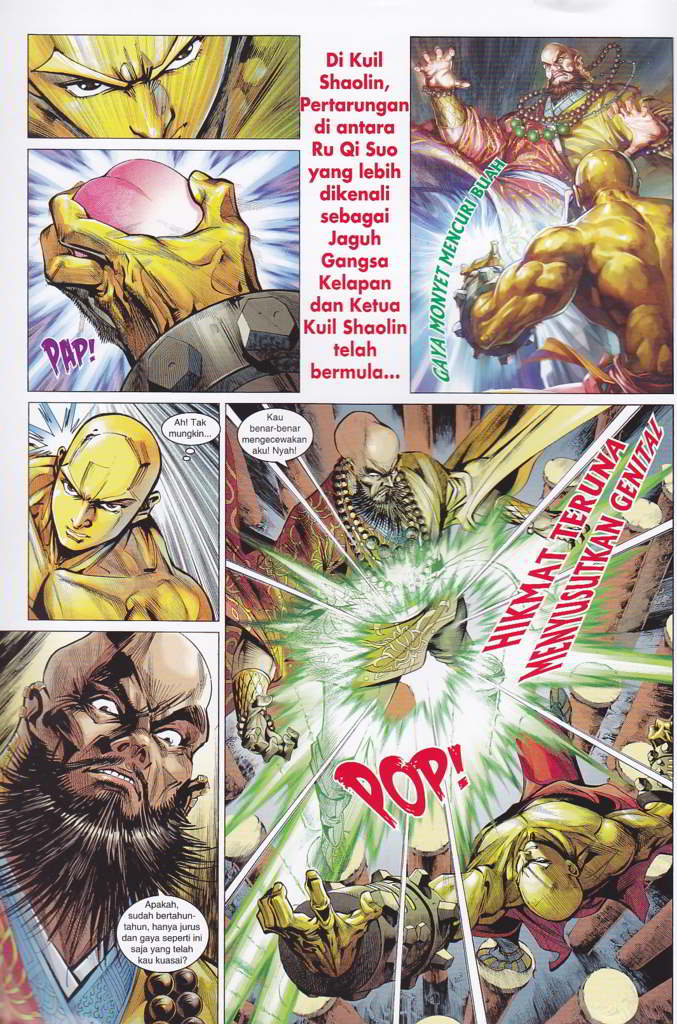 Di Kuil
Shaolin,
Pertarungan
di antara
Ru Qi Suo
yang lebih
dikenali
sebagai
Jaguh
Gangsa
Kelapan
dan Ketua
Kuil Shaolin
telah
bermula...
GAYA MONYET MENCURI BUAH
PAP!
Ah! Tak
mungkin...
Kau
benar-benar
mengecewakan
aku! Nyah!
HIKMAT TERUNA
MENYUSUTKAN GENITAL
POP!
Apakah,
sudah bertahun-
tahun, hanya jurus
dan gaya seperti ini
saja yang telah
kau kuasai?